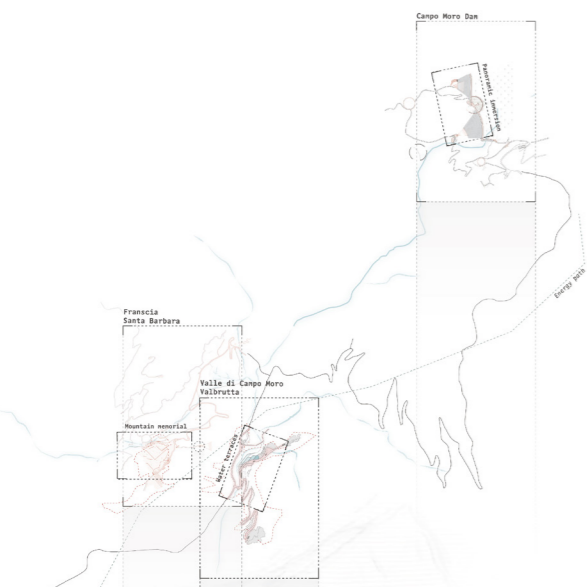 Campo Moro Dam
Panoramic immersion
Energy path
Franscia
Santa Barbara
Valle di Campo Moro
Valbrutta
Mountain memorial
Water terraces